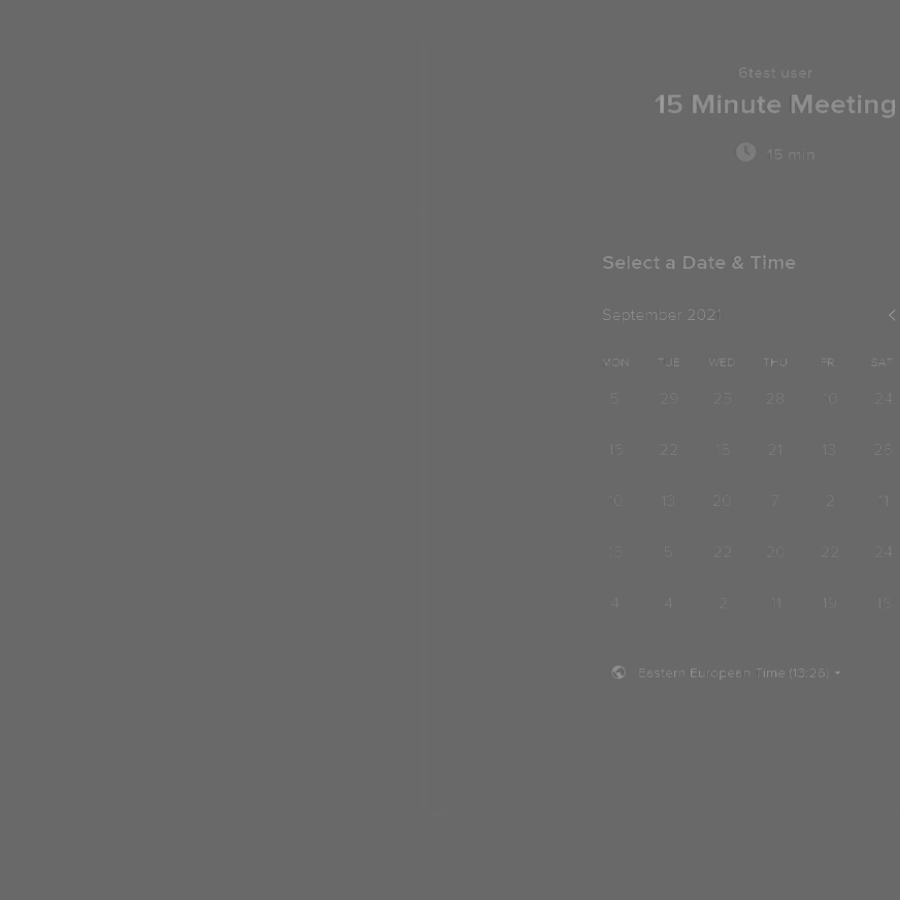 6test user
15 Minute Meeting
15 min
Select a Date & Time
September 2021
MON TUE WED THU FRI SAT
5 29 25 28 10 24
15 22 15 21 13 25
10 13 20 7 2 11
13 5 22 20 22 24
4 4 2 11 19 15
Eastern European Time (13:26)